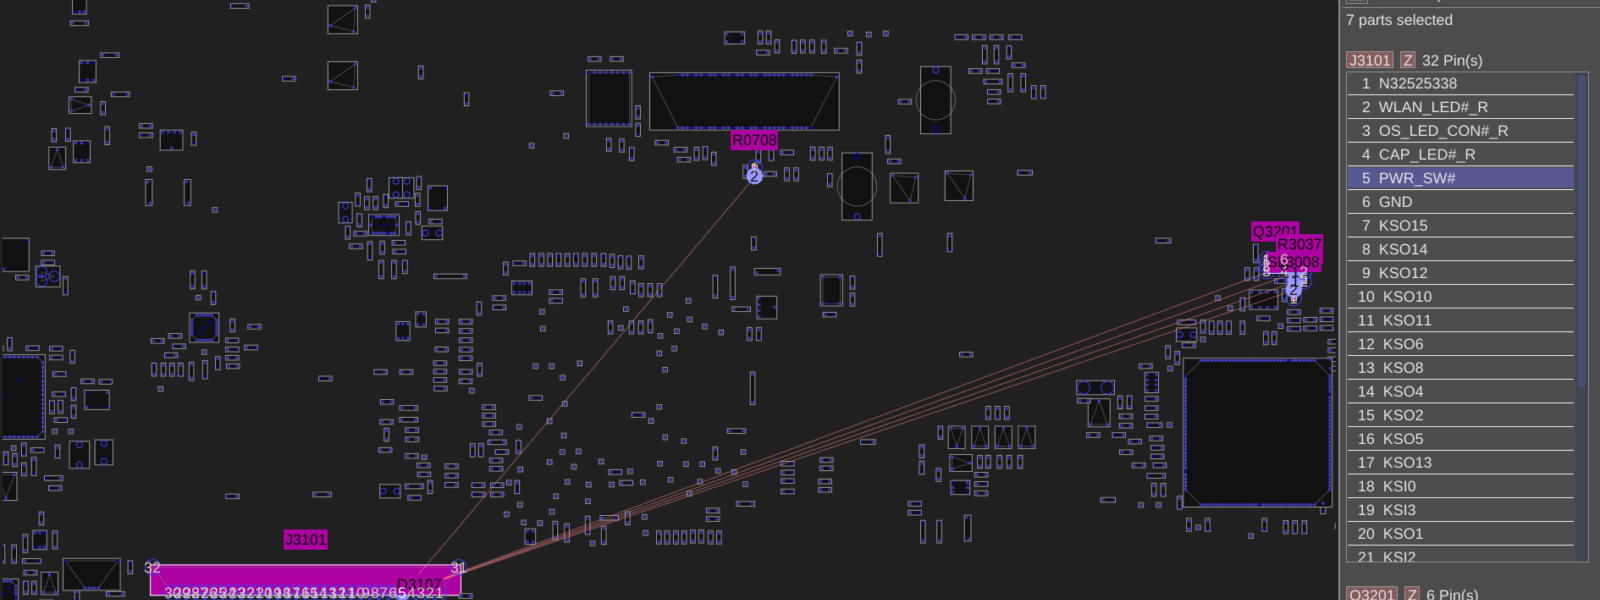 7 parts selected
J3101 Z 32 Pin(s)
1 N32525338
2 WLAN_LED#_R
3 OS_LED_CON#_R
4 CAP_LED#_R
5 PWR_SW#
6 GND
7 KSO15
8 KSO14
9 KSO12
10 KSO10
11 KSO11
12 KSO6
13 KSO8
14 KSO4
15 KSO2
16 KSO5
17 KSO13
18 KSI0
19 KSI3
20 KSO1
21 KSI2
Q3201 Z 6 Pin(s)
R0708
2
Q3201
R3037
6
2
J3101
32
31
D3107